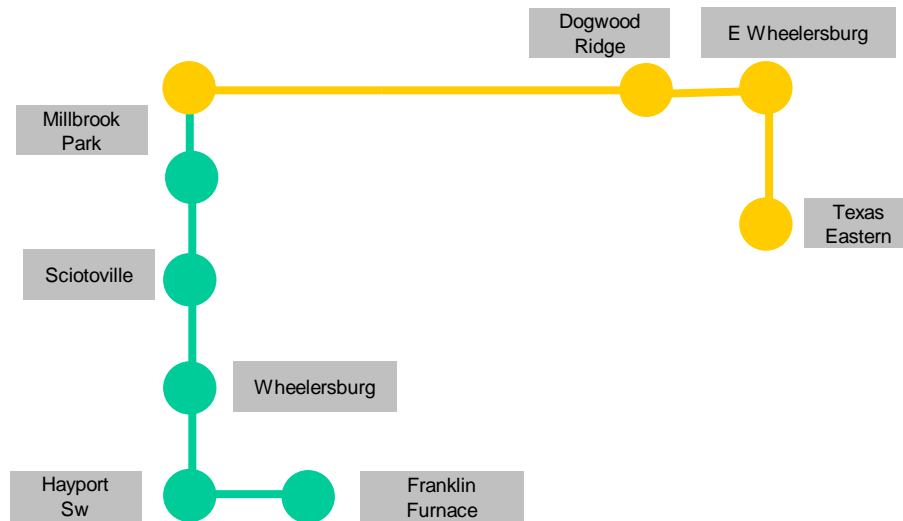 Dogwood
Ridge
E Wheelersburg
Millbrook
Park
Texas
Eastern
Sciotoville
Wheelersburg
Hayport
Sw
Franklin
Furnace